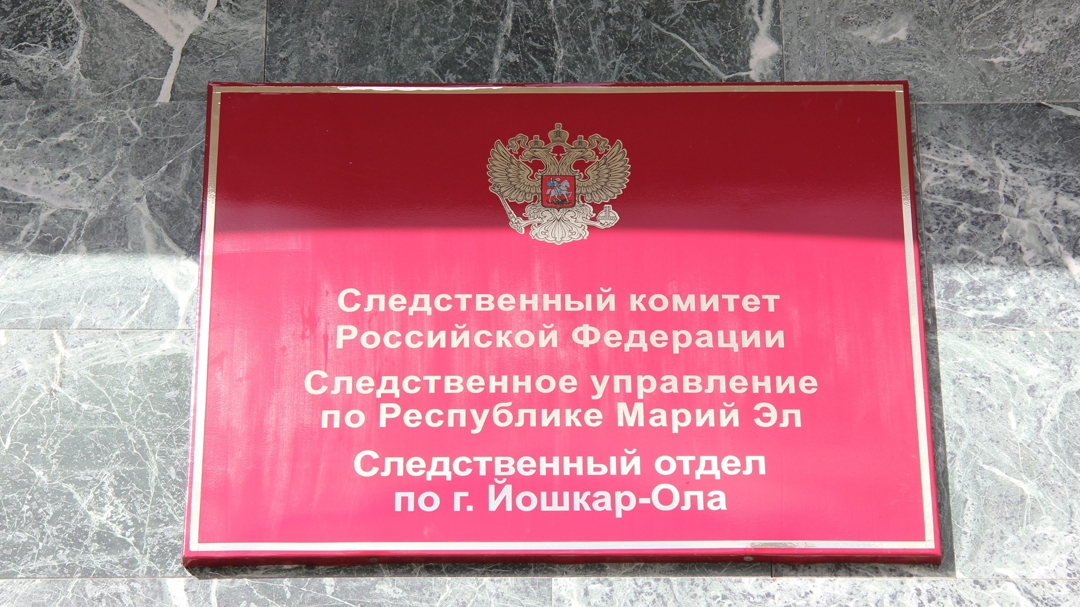 Следственный комитет
Российской Федерации
Следственное управление
по Республике Марий Эл
Следственный отдел
по г. Йошкар-Ола